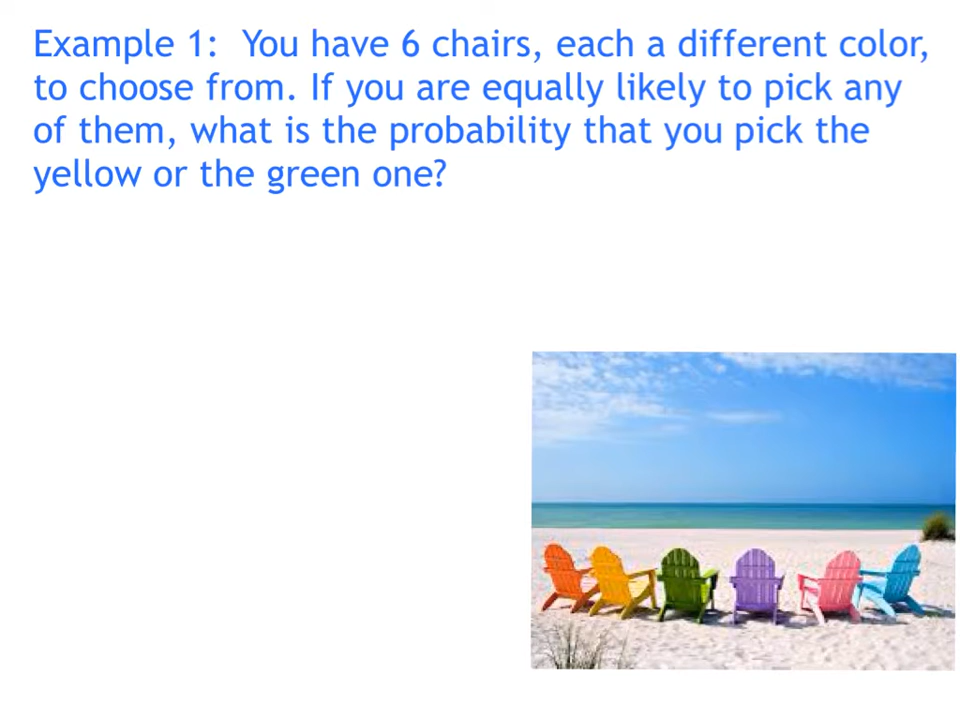 Example 1:  You have 6 chairs, each a different color,
to choose from. If you are equally likely to pick any
of them, what is the probability that you pick the
yellow or the green one?